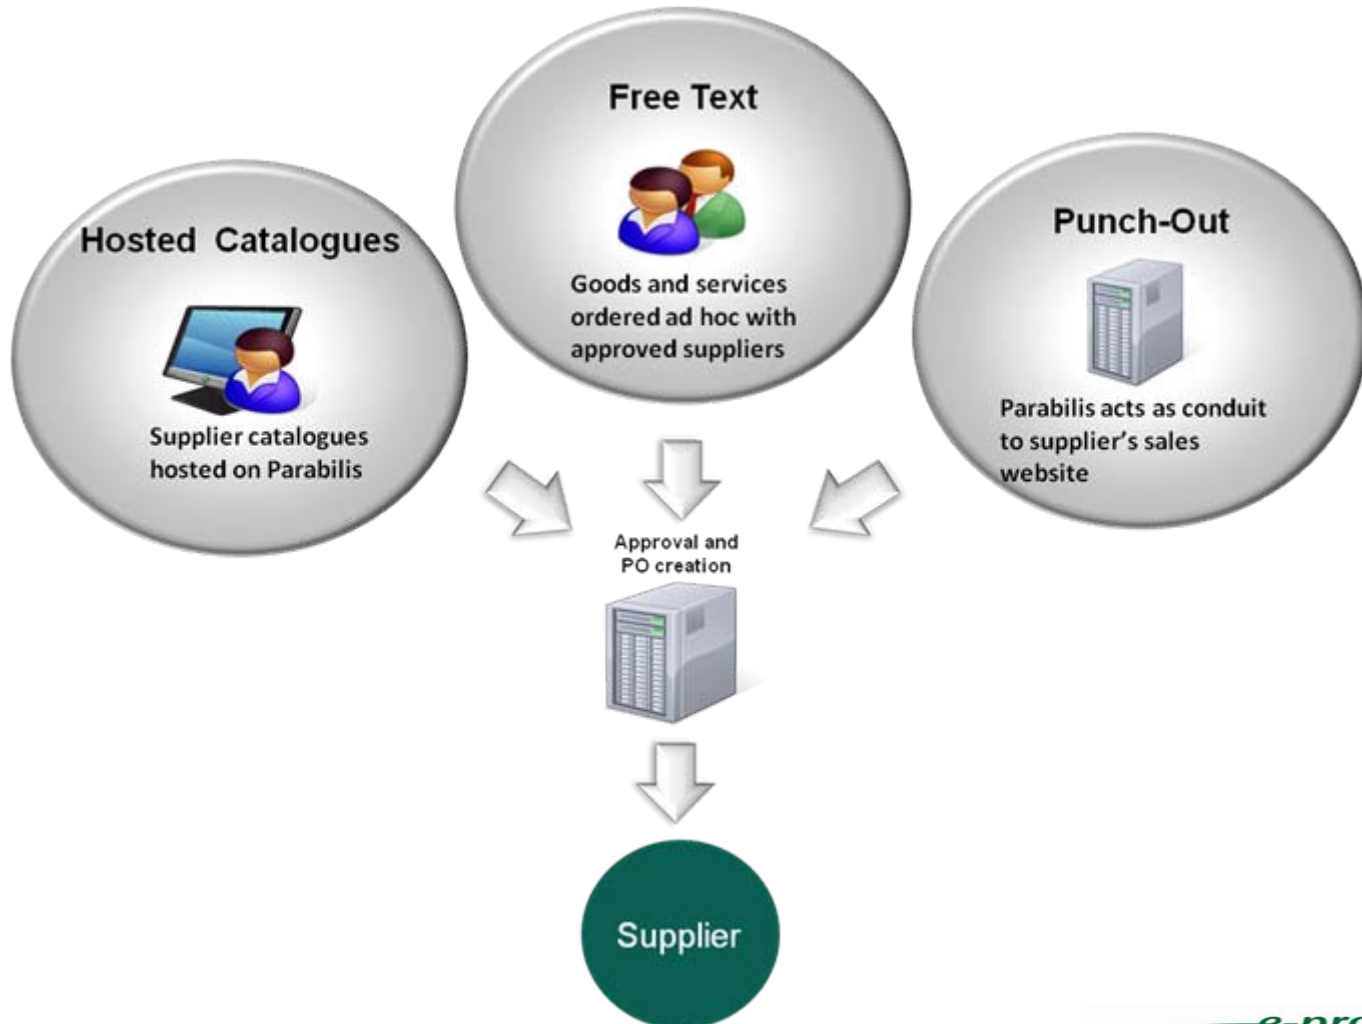 Free Text
Goods and services
ordered ad hoc with
approved suppliers
Hosted  Catalogues
Supplier catalogues
hosted on Parabilis
Punch-Out
Parabilis acts as conduit
to supplier's sales
website
Approval and
PO creation
Supplier